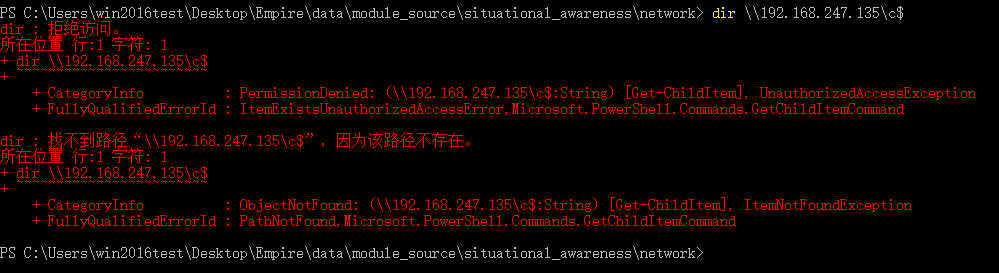 PS C:\Users\win2016test\Desktop\Empire\data\module_source\situational_awareness\network> dir \\192.168.247.135\c$
dir : 拒绝访问。
所在位置 行:1 字符: 1
+ dir \\192.168.247.135\c$
+ ~~~~~~~~~~~~~~~~~~~~~~~~
    + CategoryInfo          : PermissionDenied: (\\192.168.247.135\c$:String) [Get-ChildItem], UnauthorizedAccessException
    + FullyQualifiedErrorId : ItemExistsUnauthorizedAccessError,Microsoft.PowerShell.Commands.GetChildItemCommand
dir : 找不到路径“\\192.168.247.135\c$”，因为该路径不存在。
所在位置 行:1 字符: 1
+ dir \\192.168.247.135\c$
+ ~~~~~~~~~~~~~~~~~~~~~~~~
    + CategoryInfo          : ObjectNotFound: (\\192.168.247.135\c$:String) [Get-ChildItem], ItemNotFoundException
    + FullyQualifiedErrorId : PathNotFound,Microsoft.PowerShell.Commands.GetChildItemCommand
PS C:\Users\win2016test\Desktop\Empire\data\module_source\situational_awareness\network>